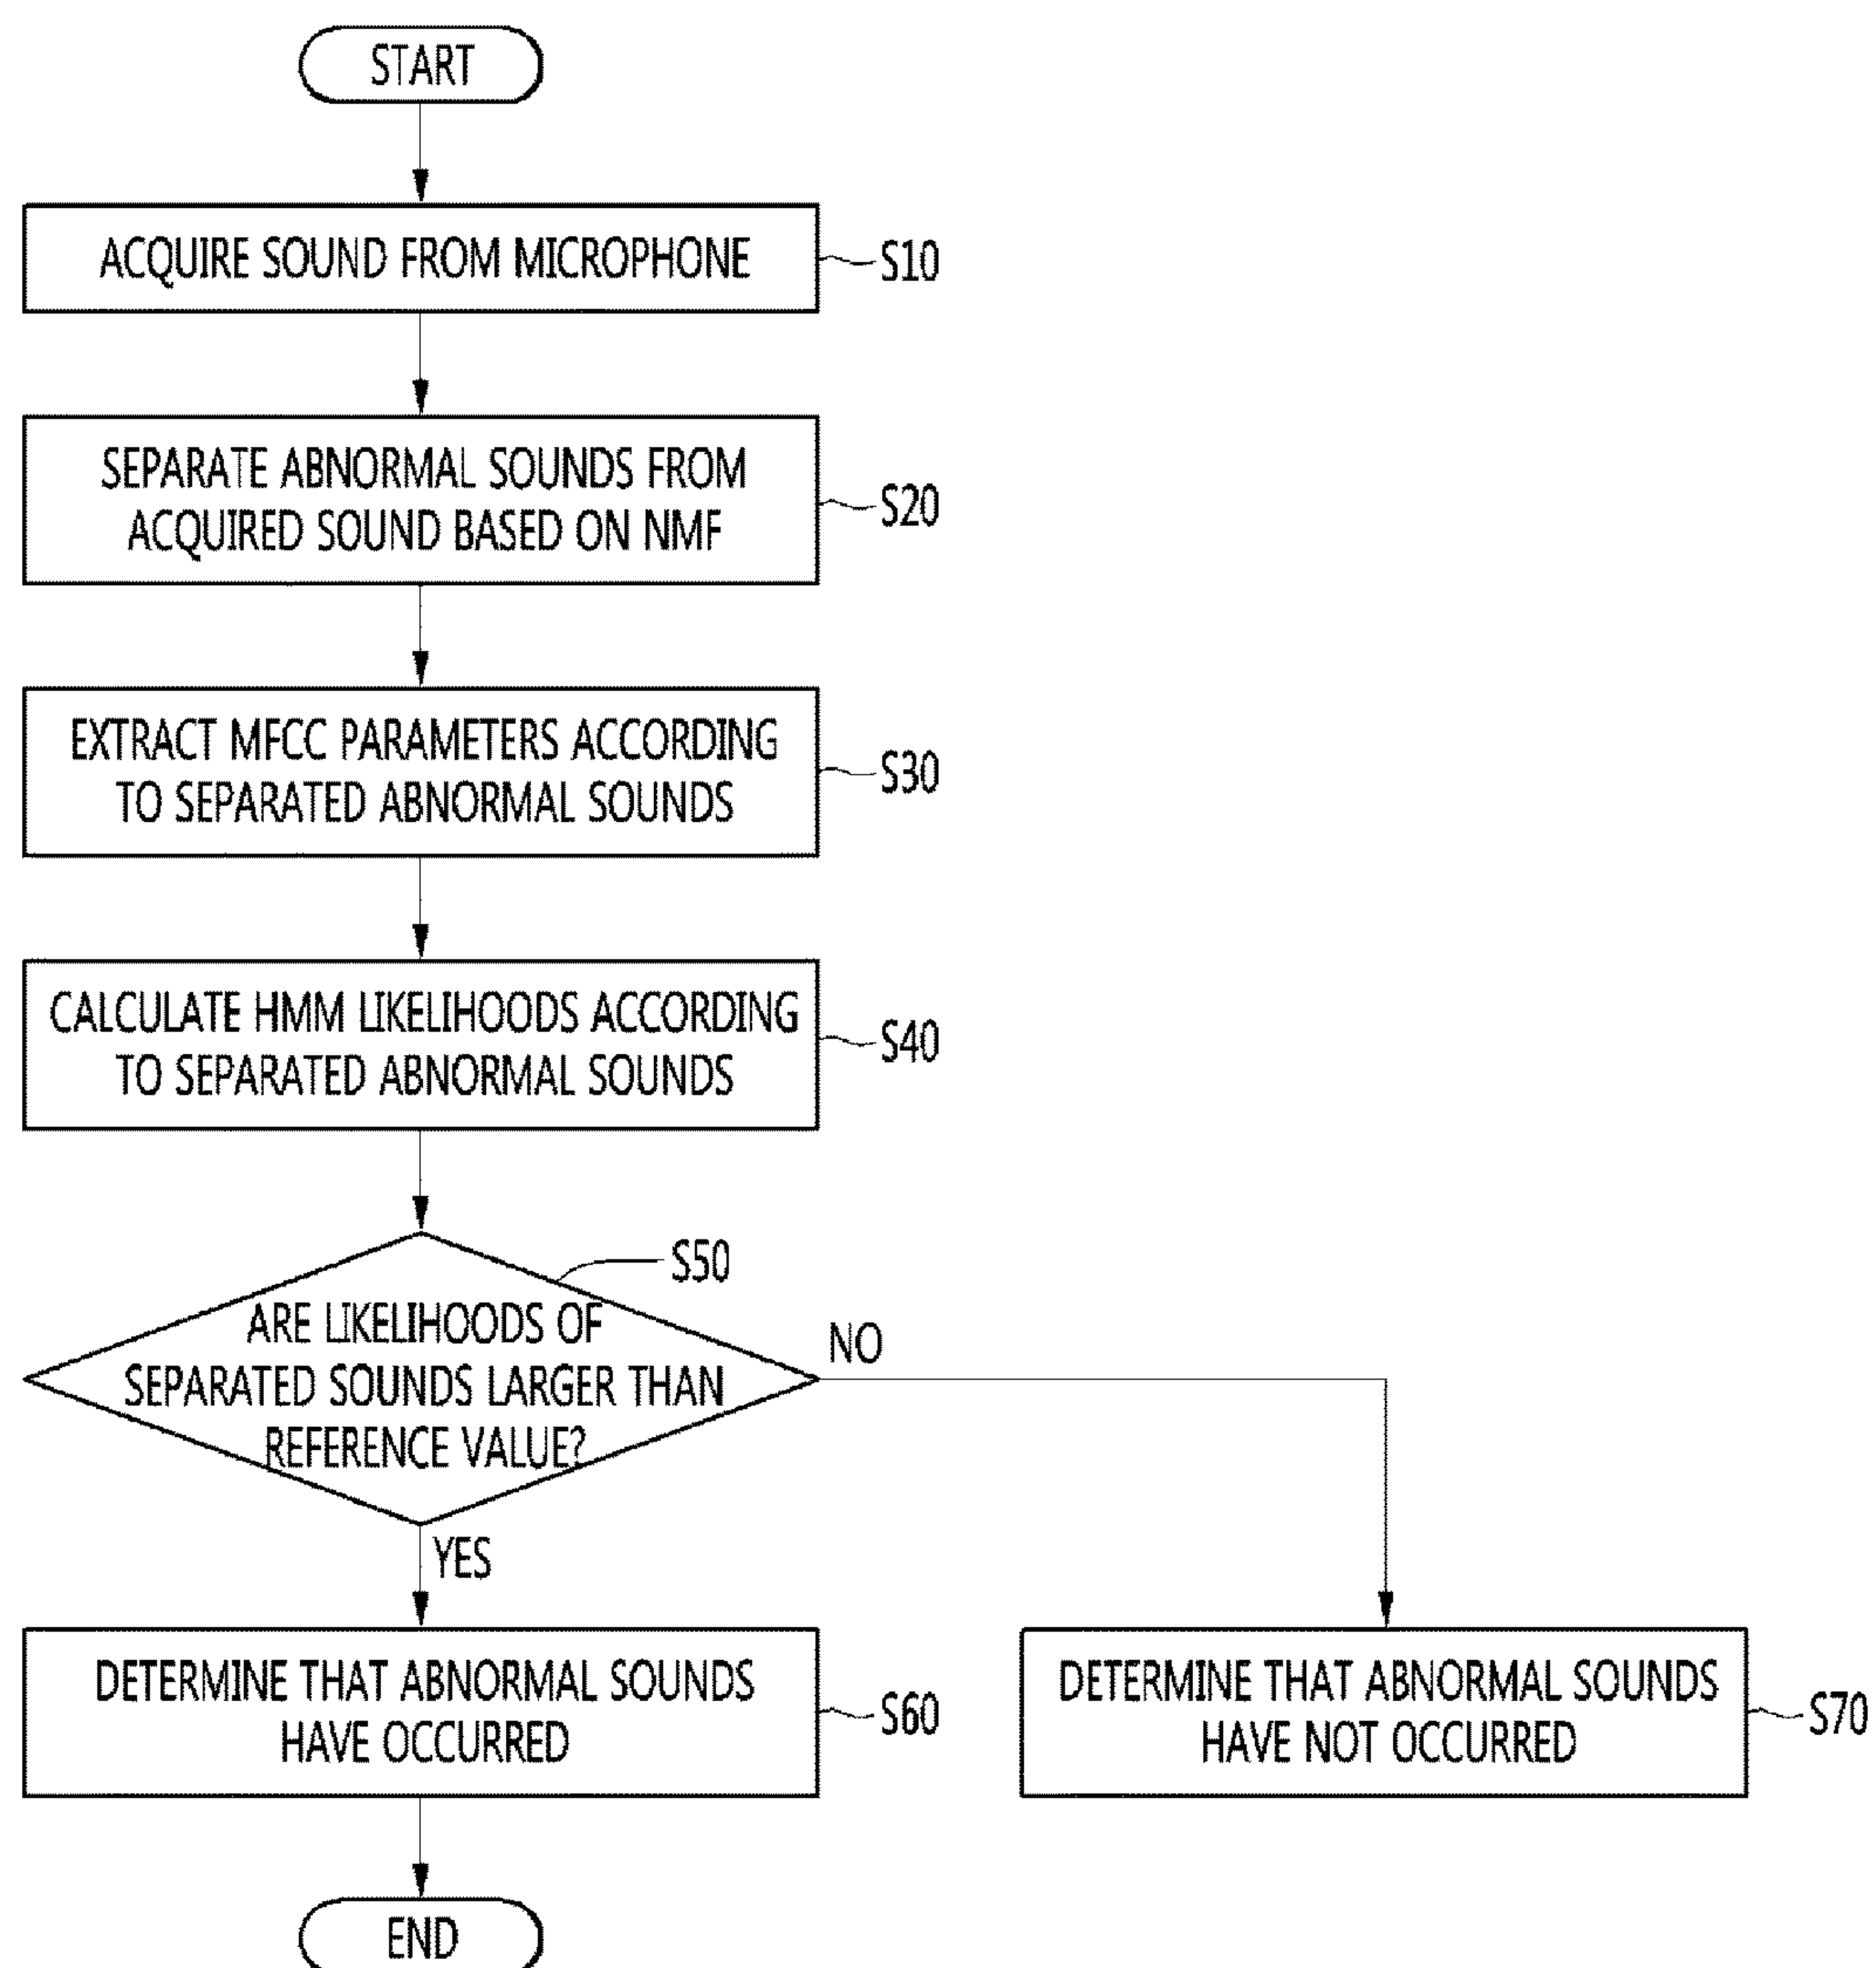 START
ACQUIRE SOUND FROM MICROPHONE
S10
SEPARATE ABNORMAL SOUNDS FROM
ACQUIRED SOUND BASED ON NMF
S20
EXTRACT MFCC PARAMETERS ACCORDING
TO SEPARATED ABNORMAL SOUNDS
S30
CALCULATE HMM LIKELIHOODS ACCORDING
TO SEPARATED ABNORMAL SOUNDS
S40
S50
ARE LIKELIHOODS OF
SEPARATED SOUNDS LARGER THAN
REFERENCE VALUE?
NO
YES
DETERMINE THAT ABNORMAL SOUNDS
HAVE OCCURRED
S60
DETERMINE THAT ABNORMAL SOUNDS
HAVE NOT OCCURRED
S70
END